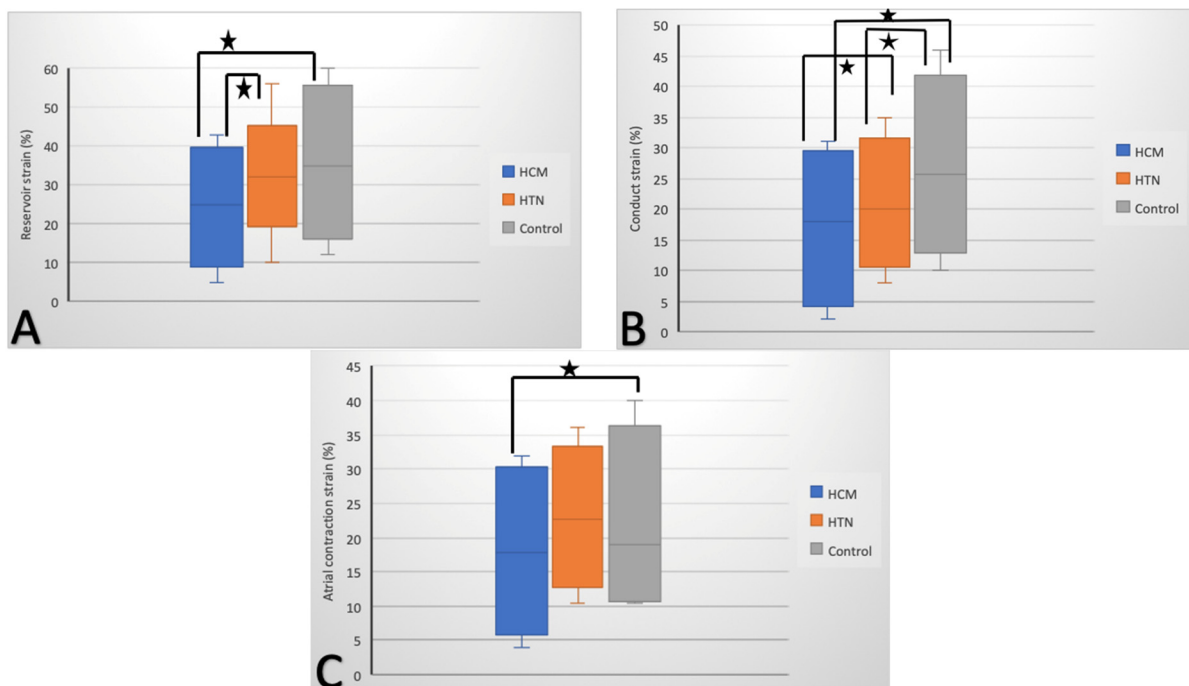 60
50
40
30
20
10
0
Reservoir strain (%)
HCM
HTN
Control
A
50
45
40
35
30
25
20
15
10
5
0
Conduct strain (%)
HCM
HTN
Control
B
45
40
35
30
25
20
15
10
5
0
Atrial contraction strain (%)
HCM
HTN
Control
C